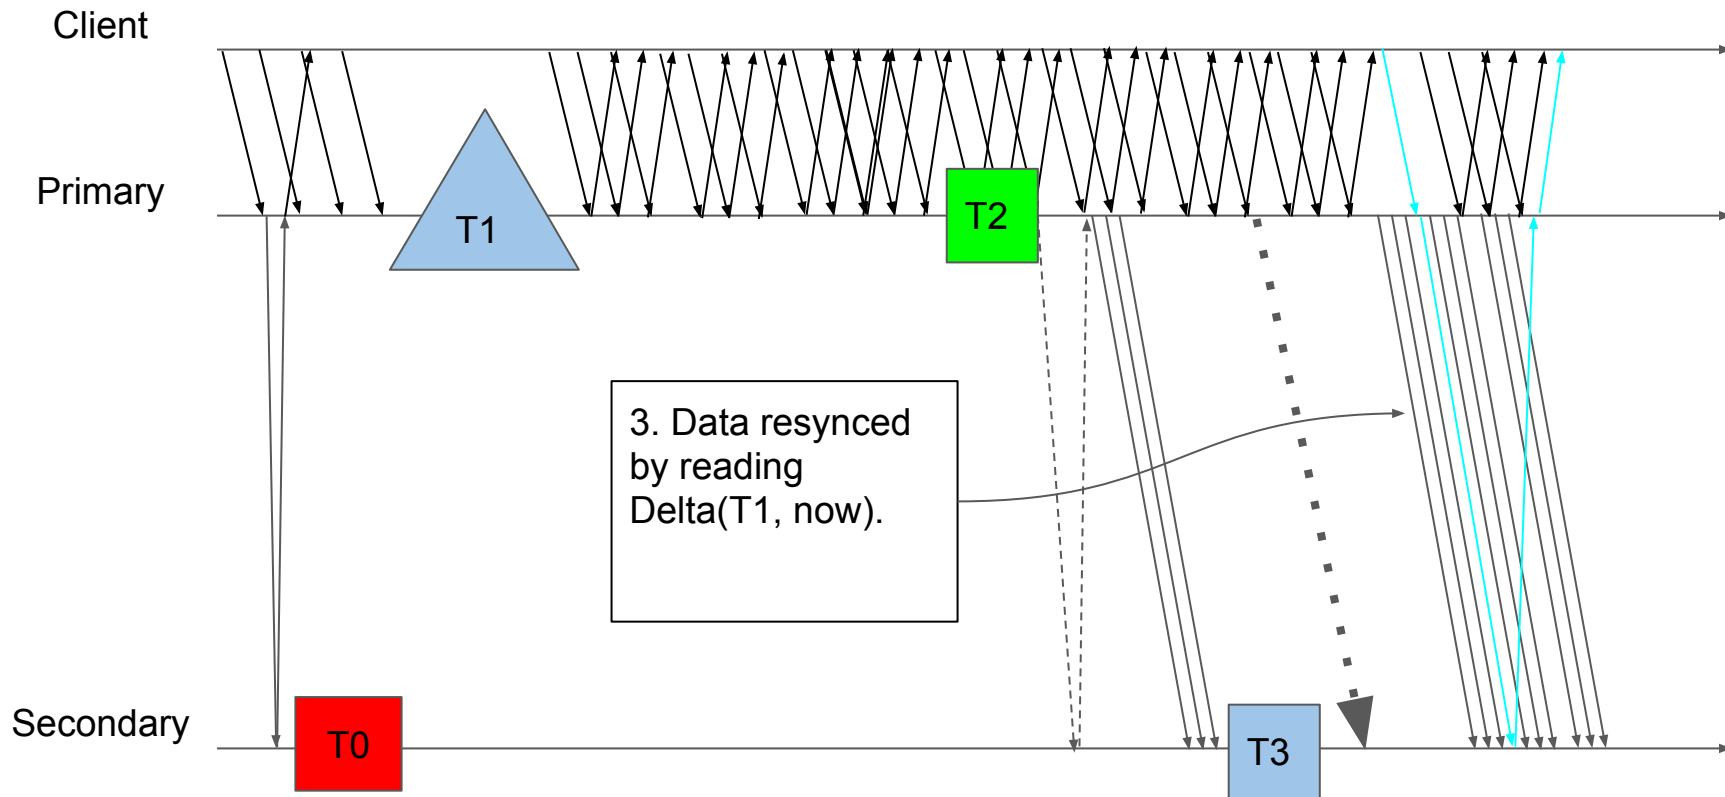 Client
Primary
T1
T2
3. Data resynced
by reading
Delta(T1, now).
Secondary
T0
T3